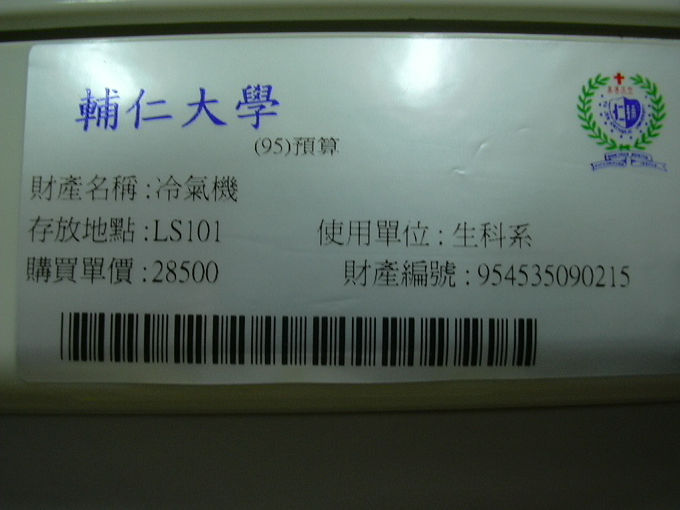 輔仁大學
(95)預算
財產名稱:冷氣機
存放地點:LS101 使用單位:生科系
購買單價:28500 財產編號:954535090215